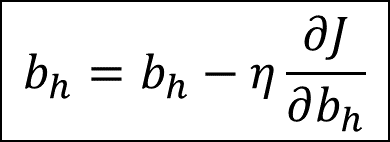 b_h = b_h − η ∂J/∂b_h